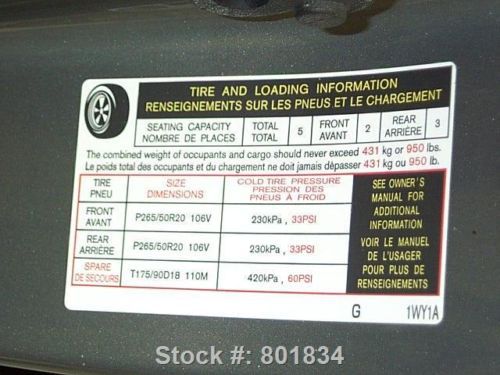 TIRE AND LOADING INFORMATION
RENSEIGNEMENTS SUR LES PNEUS ET LE CHARGEMENT
SEATING CAPACITY TOTAL 5 FRONT 2 REAR 3
NOMBRE DE PLACES TOTAL AVANT ARRIÈRE
The combined weight of occupants and cargo should never exceed 431 kg or 950 lbs.
Le poids total des occupants et du chargement ne doit jamais dépasser 431 kg ou 950 lb.
TIRE
PNEU
SIZE
DIMENSIONS
COLD TIRE PRESSURE
PRESSION DES
PNEUS À FROID
FRONT
AVANT
P265/50R20 106V
230kPa , 33PSI
REAR
ARRIÈRE
P265/50R20 106V
230kPa , 33PSI
SPARE
DE SECOURS
T175/90D18 110M
420kPa , 60PSI
SEE OWNER'S
MANUAL FOR
ADDITIONAL
INFORMATION
VOIR LE MANUEL
DE L'USAGER
POUR PLUS DE
RENSEIGNEMENTS
G 1WY1A
Stock #: 801834